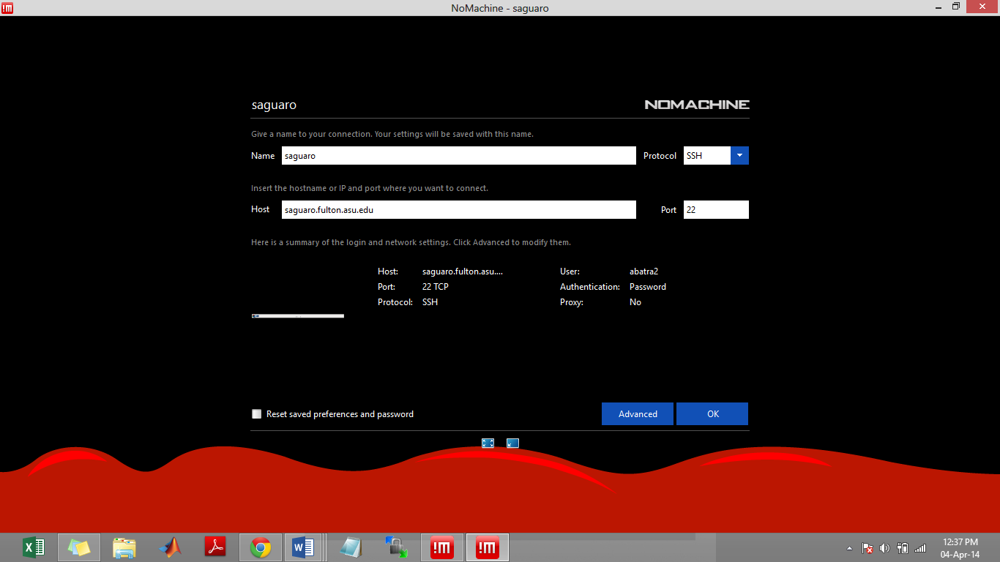 !M NoMachine - saguaro
saguaro NOMACHINE
Give a name to your connection. Your settings will be saved with this name.
Name saguaro Protocol SSH
Insert the hostname or IP and port where you want to connect.
Host saguaro.fulton.asu.edu Port 22
Here is a summary of the login and network settings. Click Advanced to modify them.
Host: saguaro.fulton.asu.... User: abatra2
Port: 22 TCP Authentication: Password
Protocol: SSH Proxy: No
Reset saved preferences and password Advanced OK
!M !M
12:37 PM
04-Apr-14